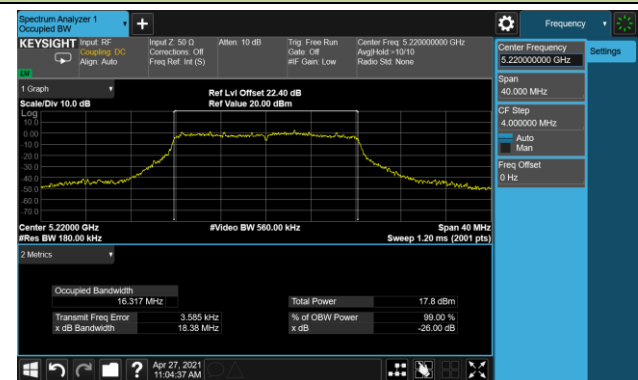 Spectrum Analyzer 1
Occupied BW
+
Frequency
KEYSIGHT
Input: RF
Coupling: DC
Align: Auto
Input Z: 50 Ω
Corrections: Off
Freq Ref: Int (S)
Atten: 10 dB
Trig: Free Run
Gate: Off
#IF Gain: Low
Center Freq: 5.220000000 GHz
Avg|Hold:>10/10
Radio Std: None
Center Frequency
5.220000000 GHz
Settings
Span
40.000 MHz
CF Step
4.000000 MHz
Auto
Man
Freq Offset
0 Hz
1 Graph
Scale/Div 10.0 dB
Ref Lvl Offset 22.40 dB
Ref Value 20.00 dBm
Log
10.0
0.00
-10.0
-20.0
-30.0
-40.0
-50.0
-60.0
-70.0
Center 5.22000 GHz
#Res BW 180.00 kHz
#Video BW 560.00 kHz
Span 40 MHz
Sweep 1.20 ms (2001 pts)
2 Metrics
Occupied Bandwidth
16.317 MHz
Transmit Freq Error 3.585 kHz
x dB Bandwidth 18.38 MHz
Total Power 17.8 dBm
% of OBW Power 99.00 %
x dB -26.00 dB
?
Apr 27, 2021
11:04:37 AM